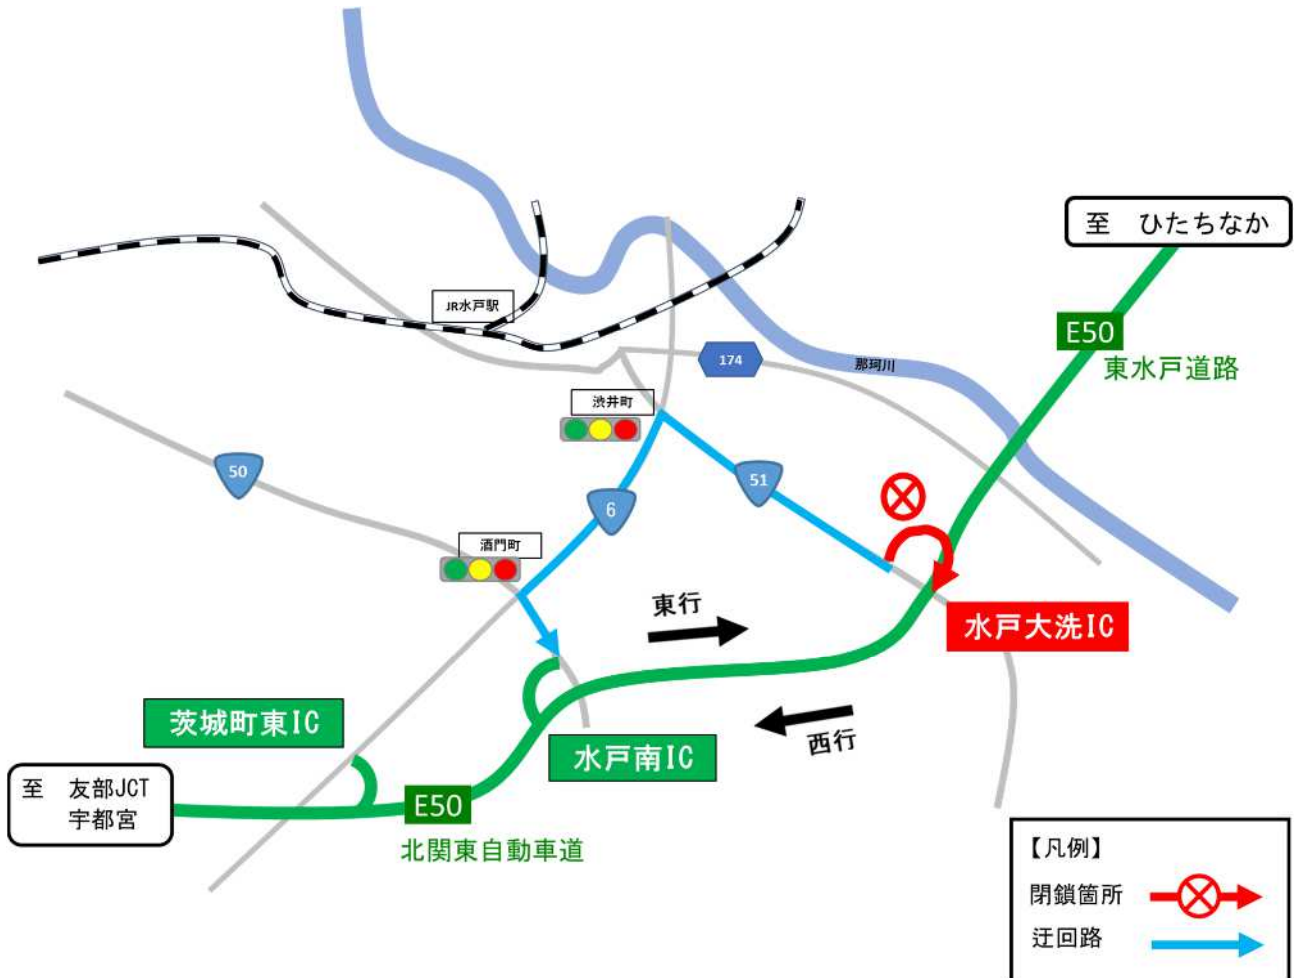 至　ひたちなか
JR水戸駅
E50
東水戸道路
174
那珂川
渋井町
50
51
6
酒門町
東行
水戸大洗IC
西行
茨城町東IC
水戸南IC
至　友部JCT
宇都宮
E50
北関東自動車道
【凡例】
閉鎖箇所
迂回路